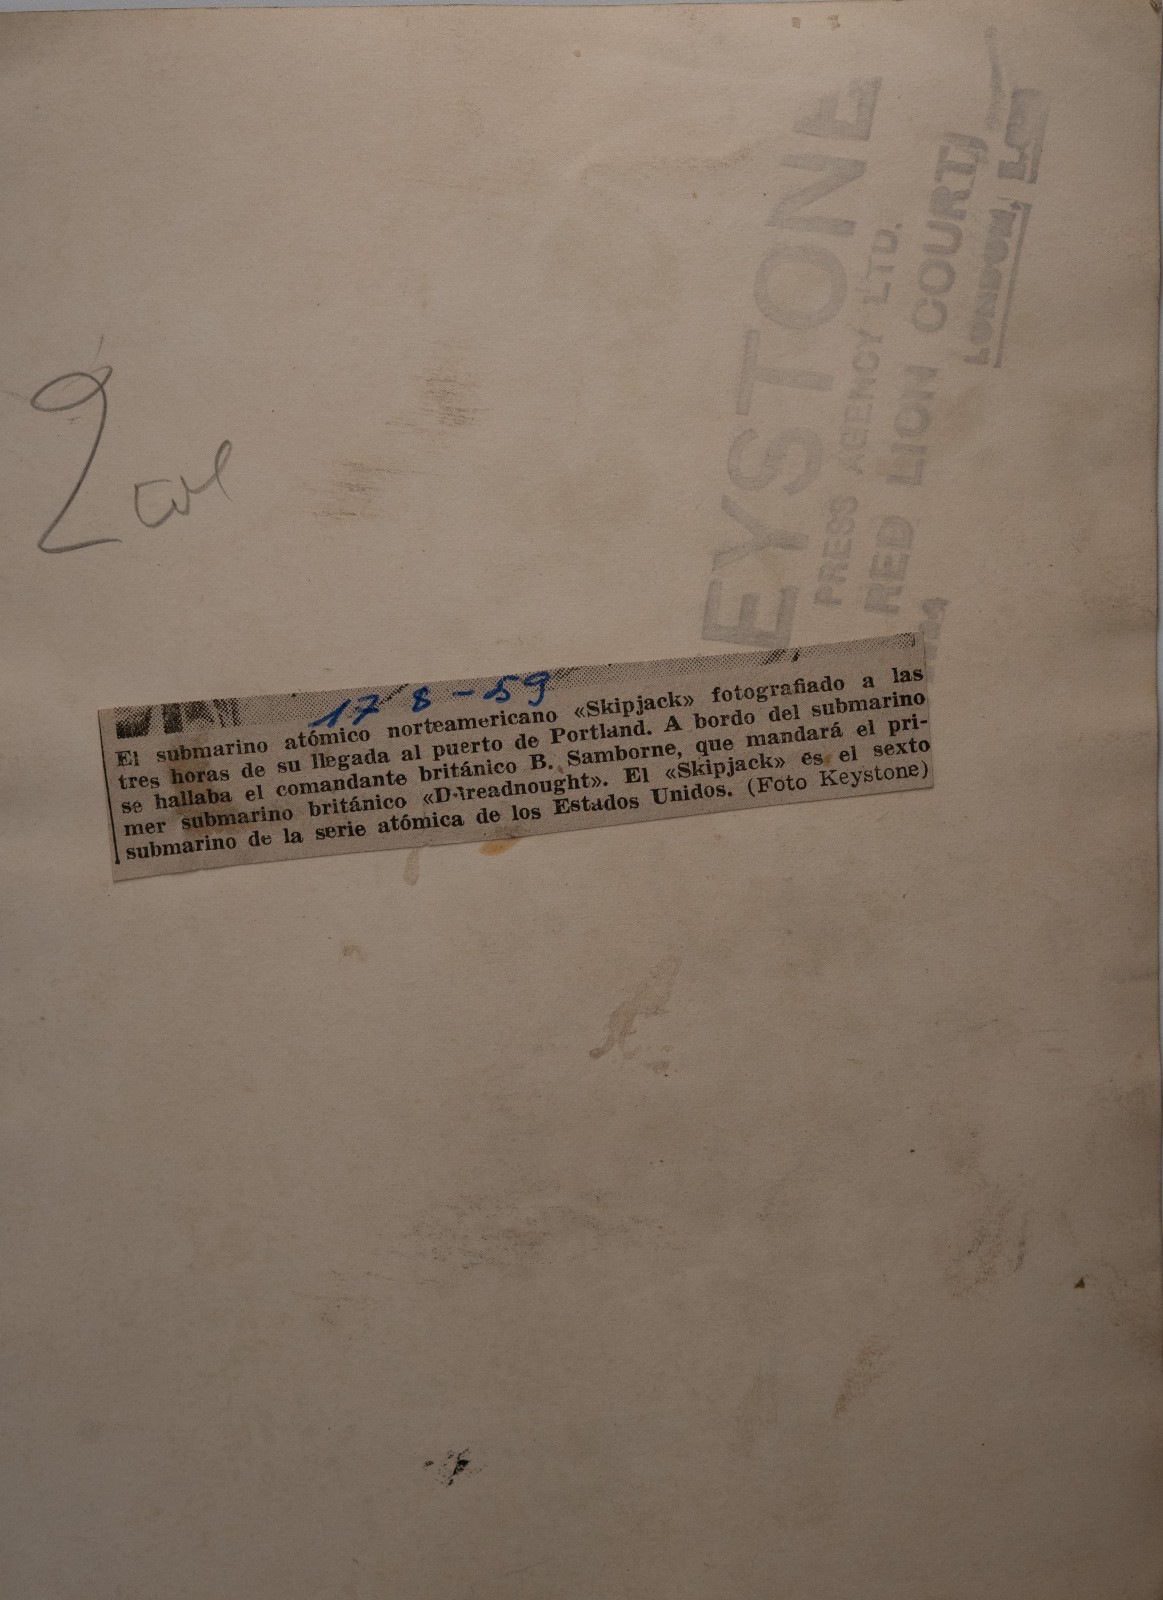 EYSTONE
PRESS AGENCY LTD.
RED LION COURT
LONDON,
2 col
17 8-59
El submarino atómico norteamericano «Skipjack» fotografiado a las
tres horas de su llegada al puerto de Portland. A bordo del submarino
se hallaba el comandante británico B. Samborne, que mandará el pri-
mer submarino británico «Dreadnought». El «Skipjack» es el sexto
submarino de la serie atómica de los Estados Unidos. (Foto Keystone)